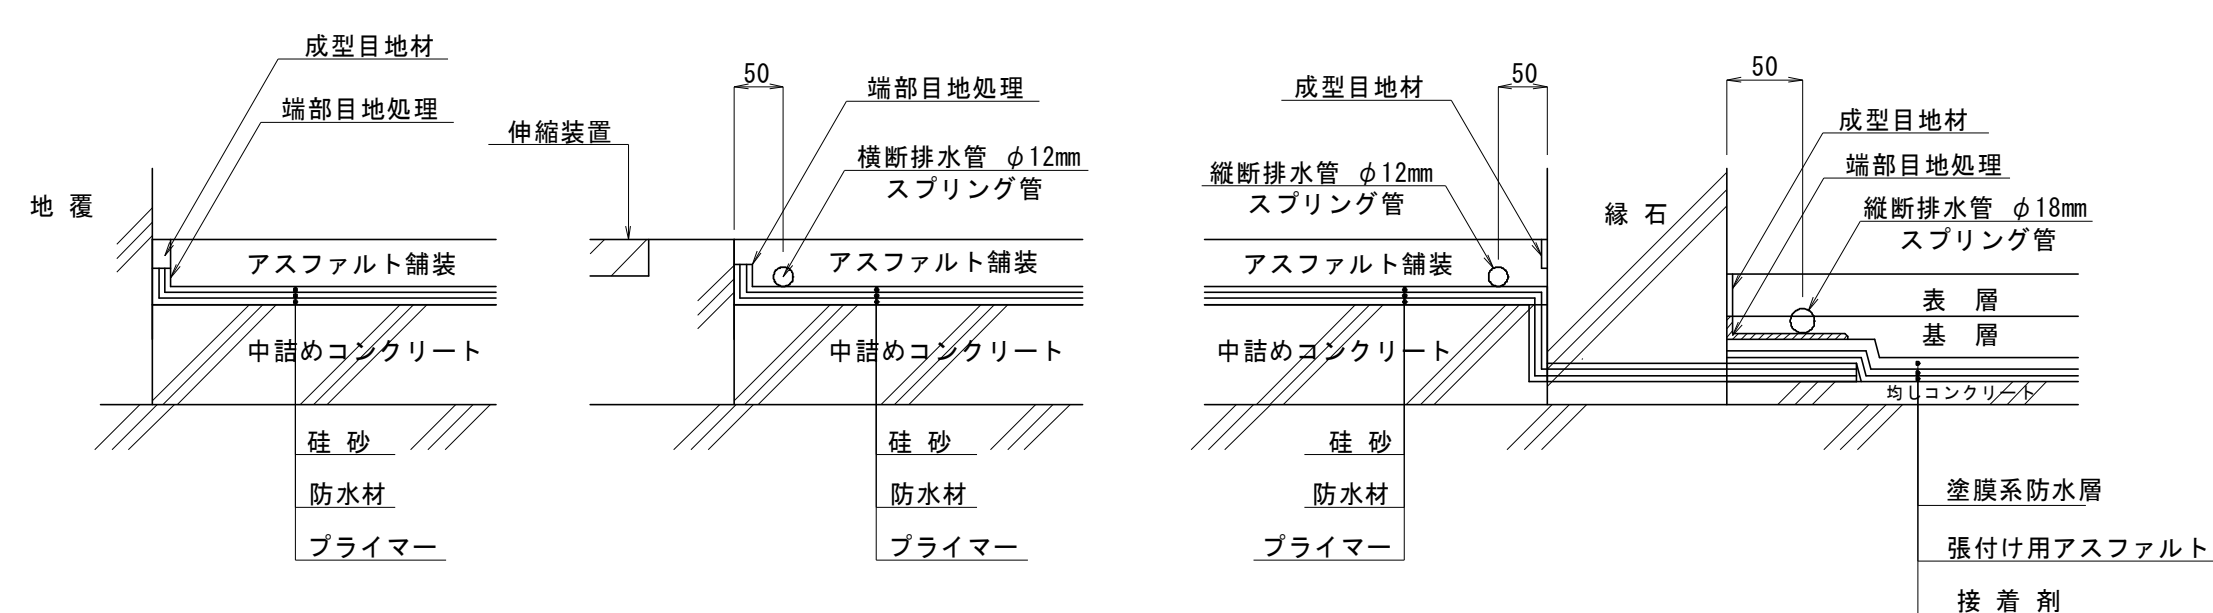 成型目地材
端部目地処理
地 覆
アスファルト舗装
中詰めコンクリート
硅 砂
防水材
プライマー
伸縮装置
50
端部目地処理
横断排水管 φ12mm
スプリング管
アスファルト舗装
中詰めコンクリート
硅 砂
防水材
プライマー
50
成型目地材
縦断排水管 φ12mm
スプリング管
アスファルト舗装
中詰めコンクリート
硅 砂
防水材
プライマー
縁 石
50
成型目地材
端部目地処理
縦断排水管 φ18mm
スプリング管
表 層
基 層
均しコンクリート
塗膜系防水層
張付け用アスファルト
接 着 剤